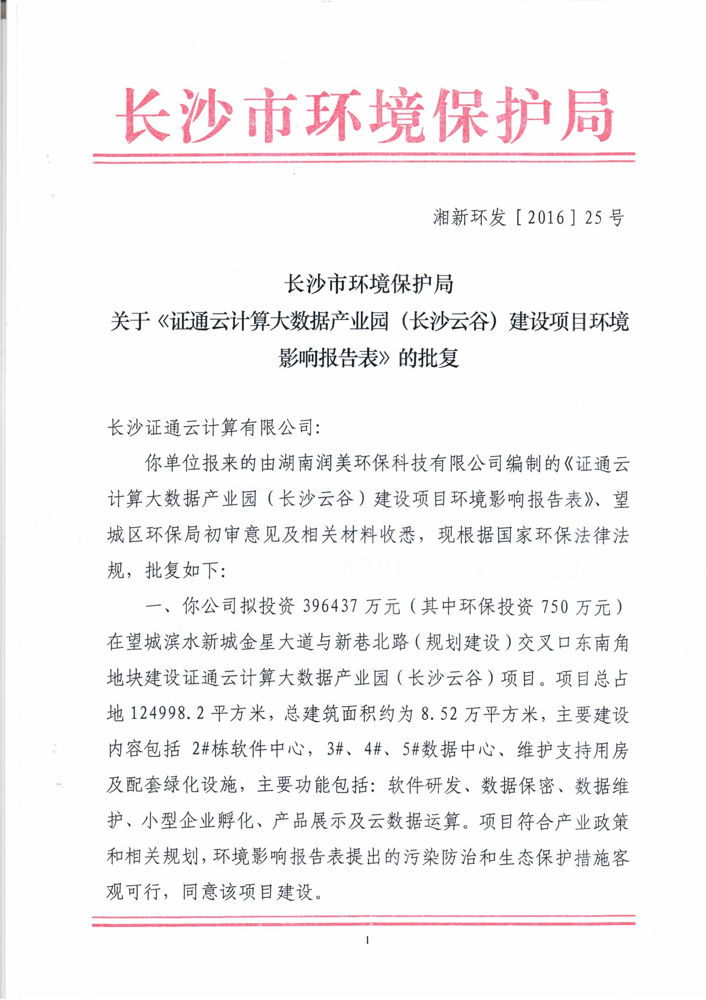 长沙市环境保护局
湘新环发[2016]25号
长沙市环境保护局
关于《证通云计算大数据产业园（长沙云谷）建设项目环境
影响报告表》的批复
长沙证通云计算有限公司：
你单位报来的由湖南润美环保科技有限公司编制的《证通云
计算大数据产业园（长沙云谷）建设项目环境影响报告表》、望
城区环保局初审意见及相关材料收悉，现根据国家环保法律法
规，批复如下：
一、你公司拟投资 396437 万元（其中环保投资 750 万元）
在望城滨水新城金星大道与新巷北路（规划建设）交叉口东南角
地块建设证通云计算大数据产业园（长沙云谷）项目。项目总占
地 124998.2 平方米，总建筑面积约为 8.52 万平方米，主要建设
内容包括 2#栋软件中心，3#、4#、5#数据中心、维护支持用房
及配套绿化设施，主要功能包括：软件研发、数据保密、数据维
护、小型企业孵化、产品展示及云数据运算。项目符合产业政策
和相关规划，环境影响报告表提出的污染防治和生态保护措施客
观可行，同意该项目建设。
1